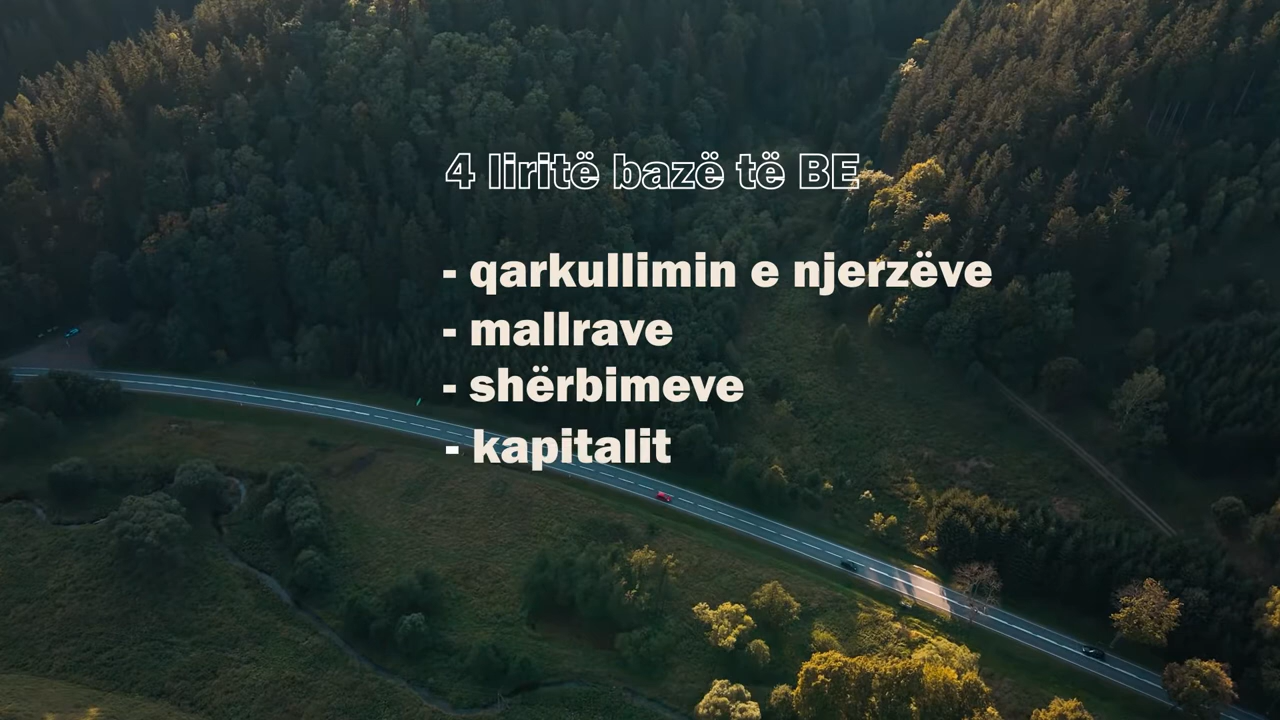 4 liritë bazë të BE
- qarkullimin e njerzëve
- mallrave
- shërbimeve
- kapitalit